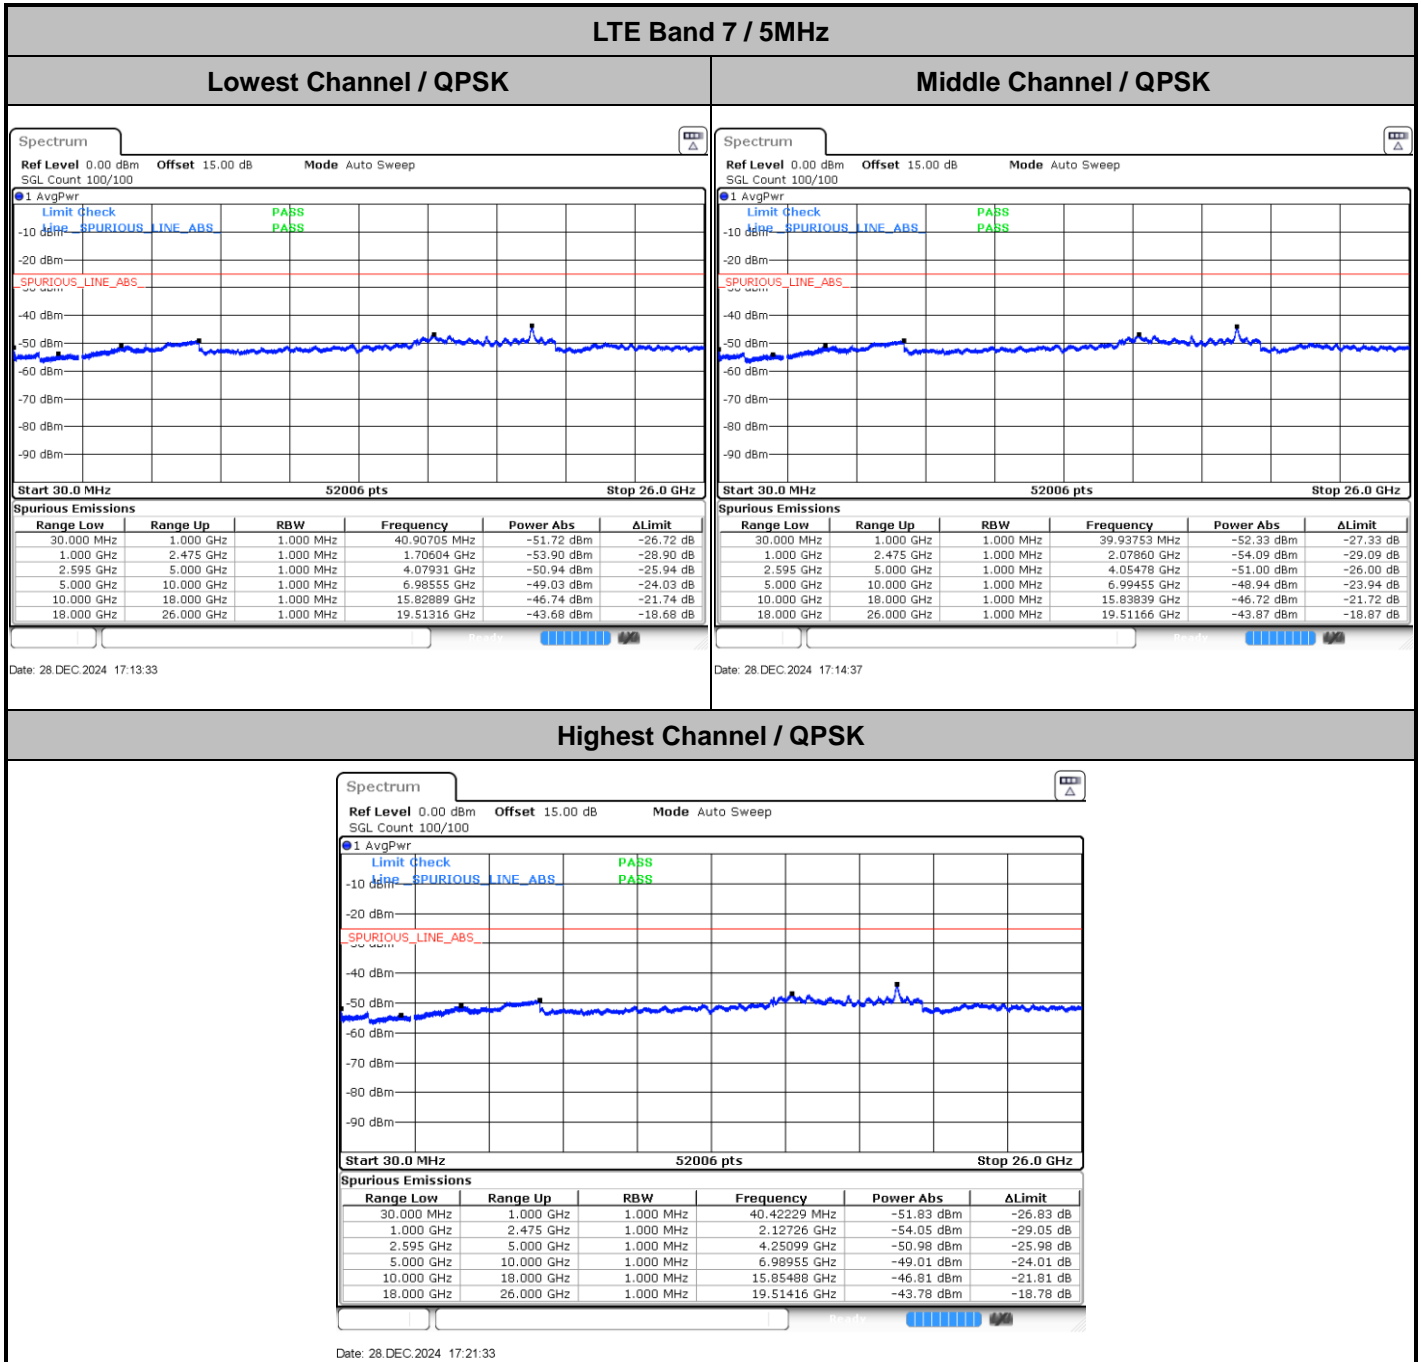 LTE Band 7 / 5MHz
Lowest Channel / QPSK
Spectrum
Ref Level 0.00 dBm Offset 15.00 dB Mode Auto Sweep
SGL Count 100/100
1 AvgPwr
Limit Check PASS
Line _SPURIOUS_LINE_ABS_ PASS
-10 dBm
-20 dBm
_SPURIOUS_LINE_ABS_
-30 dBm
-40 dBm
-50 dBm
-60 dBm
-70 dBm
-80 dBm
-90 dBm
Start 30.0 MHz 52006 pts Stop 26.0 GHz
Spurious Emissions
Range Low Range Up RBW Frequency Power Abs ΔLimit
30.000 MHz 1.000 GHz 1.000 MHz 40.90705 MHz -51.72 dBm -26.72 dB
1.000 GHz 2.475 GHz 1.000 MHz 1.70604 GHz -53.90 dBm -28.90 dB
2.595 GHz 5.000 GHz 1.000 MHz 4.07931 GHz -50.94 dBm -25.94 dB
5.000 GHz 10.000 GHz 1.000 MHz 6.98555 GHz -49.03 dBm -24.03 dB
10.000 GHz 18.000 GHz 1.000 MHz 15.82889 GHz -46.74 dBm -21.74 dB
18.000 GHz 26.000 GHz 1.000 MHz 19.51316 GHz -43.68 dBm -18.68 dB
Ready
Date: 28.DEC.2024 17:13:33
Middle Channel / QPSK
Spectrum
Ref Level 0.00 dBm Offset 15.00 dB Mode Auto Sweep
SGL Count 100/100
1 AvgPwr
Limit Check PASS
Line _SPURIOUS_LINE_ABS_ PASS
-10 dBm
-20 dBm
_SPURIOUS_LINE_ABS_
-30 dBm
-40 dBm
-50 dBm
-60 dBm
-70 dBm
-80 dBm
-90 dBm
Start 30.0 MHz 52006 pts Stop 26.0 GHz
Spurious Emissions
Range Low Range Up RBW Frequency Power Abs ΔLimit
30.000 MHz 1.000 GHz 1.000 MHz 39.93753 MHz -52.33 dBm -27.33 dB
1.000 GHz 2.475 GHz 1.000 MHz 2.07860 GHz -54.09 dBm -29.09 dB
2.595 GHz 5.000 GHz 1.000 MHz 4.05478 GHz -51.00 dBm -26.00 dB
5.000 GHz 10.000 GHz 1.000 MHz 6.99455 GHz -48.94 dBm -23.94 dB
10.000 GHz 18.000 GHz 1.000 MHz 15.83839 GHz -46.72 dBm -21.72 dB
18.000 GHz 26.000 GHz 1.000 MHz 19.51166 GHz -43.87 dBm -18.87 dB
Ready
Date: 28.DEC.2024 17:14:37
Highest Channel / QPSK
Spectrum
Ref Level 0.00 dBm Offset 15.00 dB Mode Auto Sweep
SGL Count 100/100
1 AvgPwr
Limit Check PASS
Line _SPURIOUS_LINE_ABS_ PASS
-10 dBm
-20 dBm
_SPURIOUS_LINE_ABS_
-30 dBm
-40 dBm
-50 dBm
-60 dBm
-70 dBm
-80 dBm
-90 dBm
Start 30.0 MHz 52006 pts Stop 26.0 GHz
Spurious Emissions
Range Low Range Up RBW Frequency Power Abs ΔLimit
30.000 MHz 1.000 GHz 1.000 MHz 40.42229 MHz -51.83 dBm -26.83 dB
1.000 GHz 2.475 GHz 1.000 MHz 2.12726 GHz -54.05 dBm -29.05 dB
2.595 GHz 5.000 GHz 1.000 MHz 4.25099 GHz -50.98 dBm -25.98 dB
5.000 GHz 10.000 GHz 1.000 MHz 6.98955 GHz -49.01 dBm -24.01 dB
10.000 GHz 18.000 GHz 1.000 MHz 15.85488 GHz -46.81 dBm -21.81 dB
18.000 GHz 26.000 GHz 1.000 MHz 19.51416 GHz -43.78 dBm -18.78 dB
Ready
Date: 28.DEC.2024 17:21:33